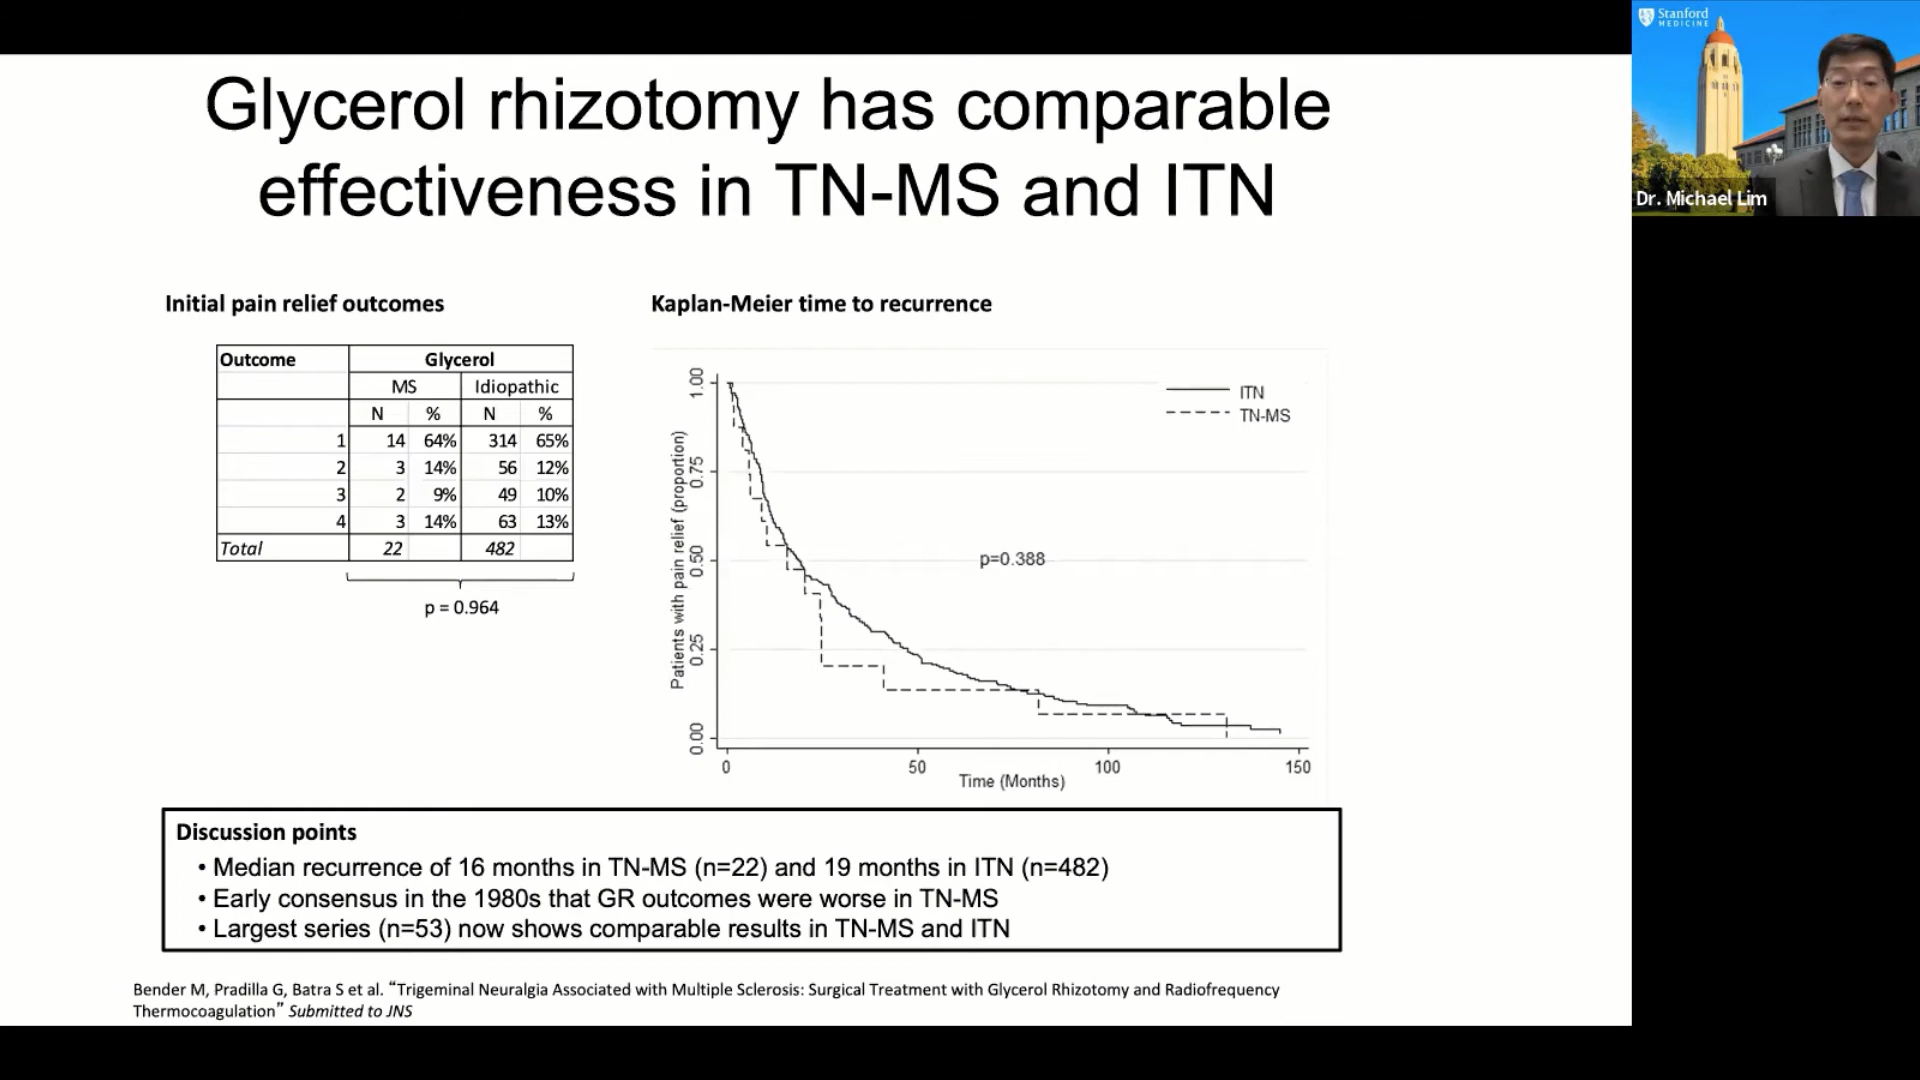 Glycerol rhizotomy has comparable
effectiveness in TN-MS and ITN
Stanford
MEDICINE
Dr. Michael Lim
Initial pain relief outcomes
Outcome Glycerol
MS Idiopathic
N % N %
1 14 64% 314 65%
2 3 14% 56 12%
3 2 9% 49 10%
4 3 14% 63 13%
Total 22 482
p = 0.964
Kaplan-Meier time to recurrence
Patients with pain relief (proportion)
1.00
0.75
0.50
0.25
0.00
ITN
TN-MS
p=0.388
0 50 100 150
Time (Months)
Discussion points
• Median recurrence of 16 months in TN-MS (n=22) and 19 months in ITN (n=482)
• Early consensus in the 1980s that GR outcomes were worse in TN-MS
• Largest series (n=53) now shows comparable results in TN-MS and ITN
Bender M, Pradilla G, Batra S et al. “Trigeminal Neuralgia Associated with Multiple Sclerosis: Surgical Treatment with Glycerol Rhizotomy and Radiofrequency
Thermocoagulation” Submitted to JNS